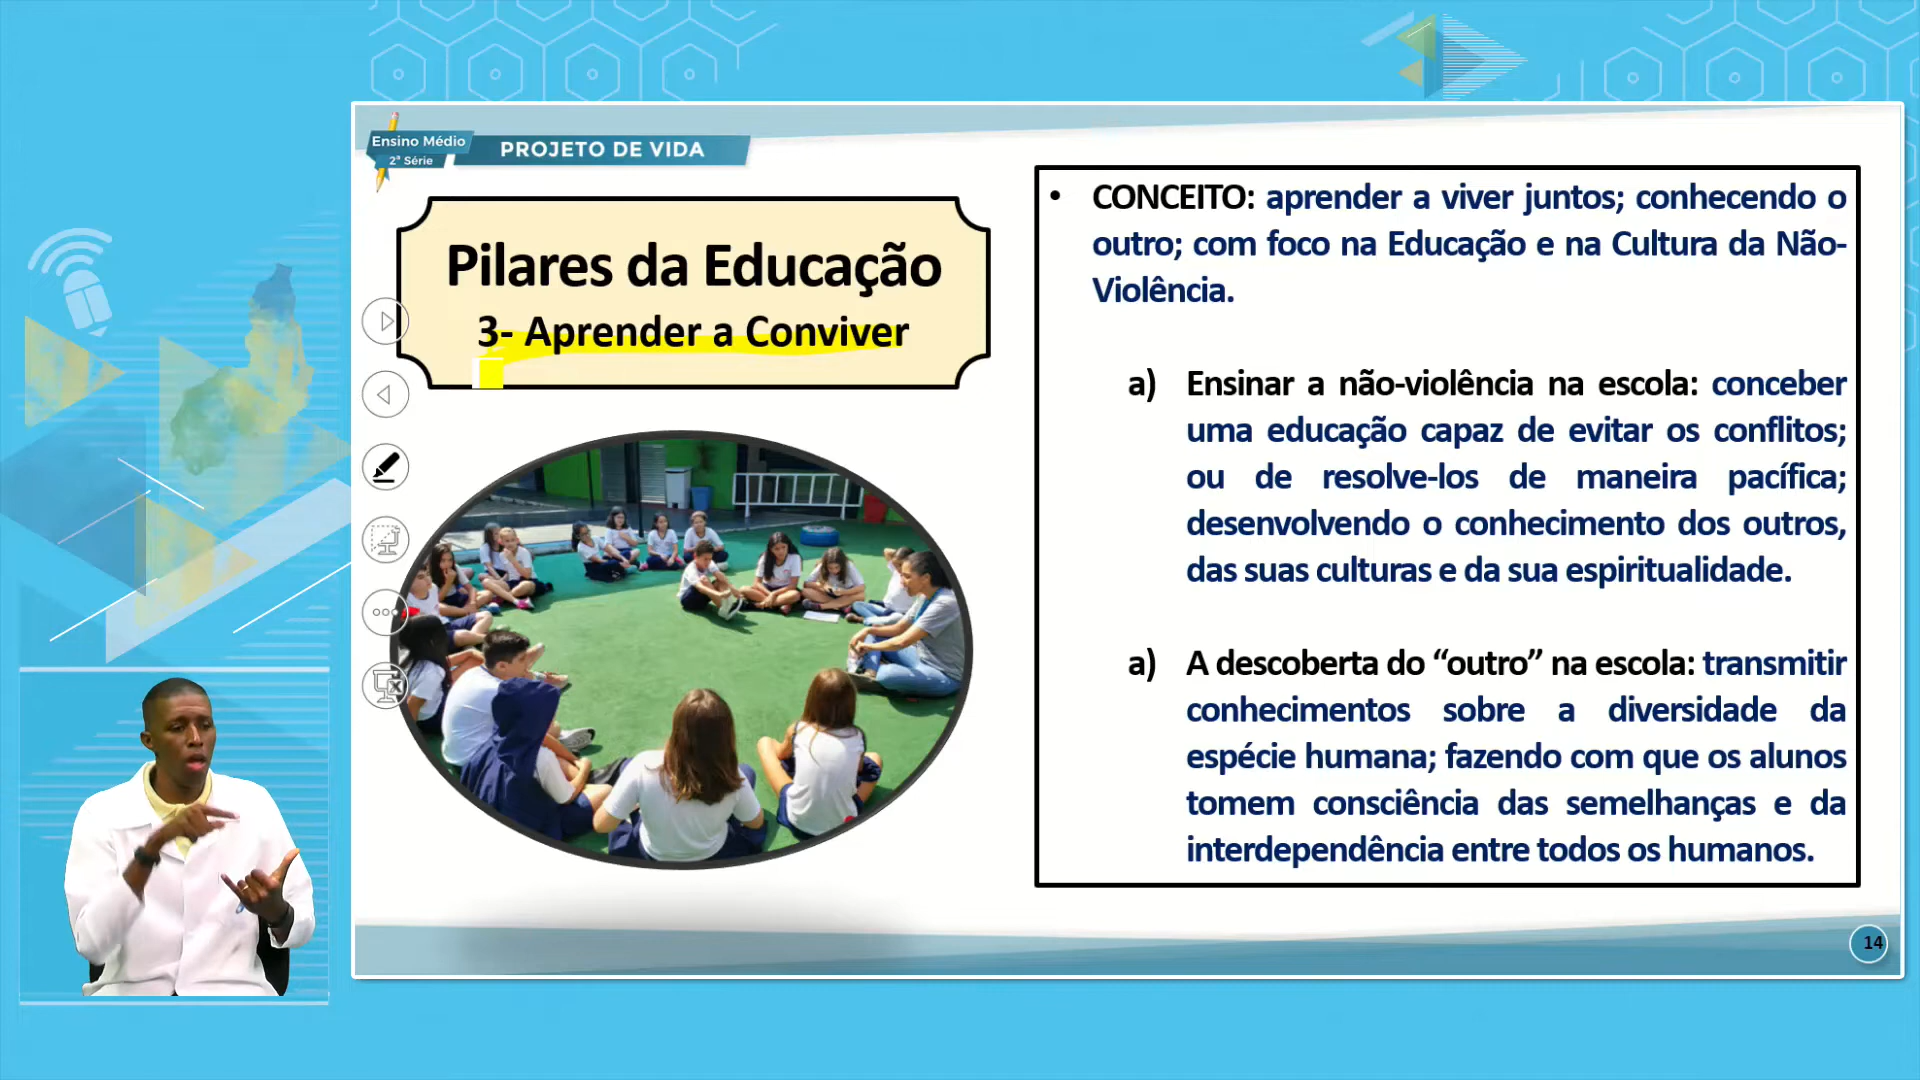 Ensino Médio
2ª Série
PROJETO DE VIDA
Pilares da Educação
3- Aprender a Conviver
• CONCEITO: aprender a viver juntos; conhecendo o
outro; com foco na Educação e na Cultura da Não-
Violência.
a) Ensinar a não-violência na escola: conceber
uma educação capaz de evitar os conflitos;
ou de resolve-los de maneira pacífica;
desenvolvendo o conhecimento dos outros,
das suas culturas e da sua espiritualidade.
a) A descoberta do “outro” na escola: transmitir
conhecimentos sobre a diversidade da
espécie humana; fazendo com que os alunos
tomem consciência das semelhanças e da
interdependência entre todos os humanos.
14